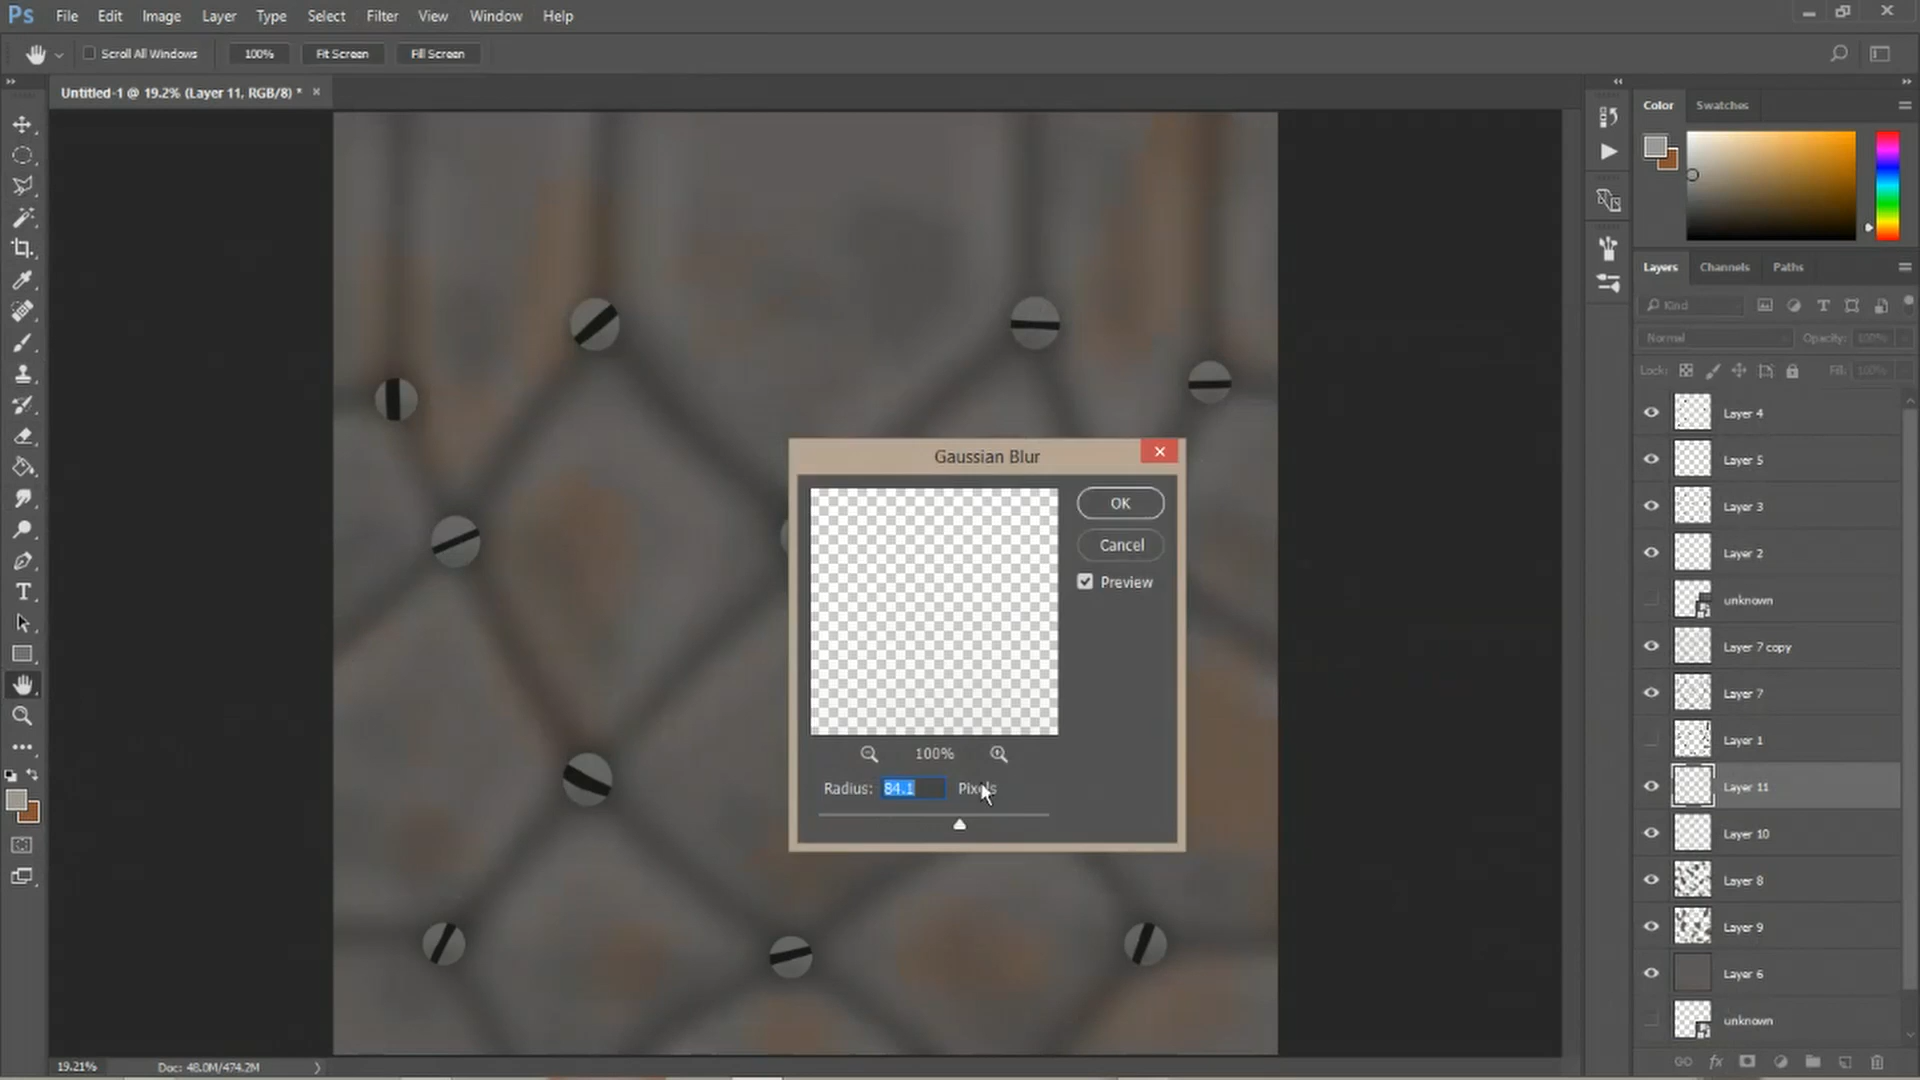 Ps File Edit Image Layer Type Select Filter View Window Help
Scroll All Windows 100% Fit Screen Fill Screen
Untitled-1 @ 19.2% (Layer 11, RGB/8) *
Color Swatches
Layers Channels Paths
Kind
Normal Opacity: 100%
Lock: Fill: 100%
Layer 4
Layer 5
Layer 3
Layer 2
unknown
Layer 7 copy
Layer 7
Layer 1
Layer 11
Layer 10
Layer 8
Layer 9
Layer 6
unknown
Gaussian Blur
OK
Cancel
Preview
100%
Radius: 84.1 Pixels
19.21% Doc: 48.0M/474.2M
fx